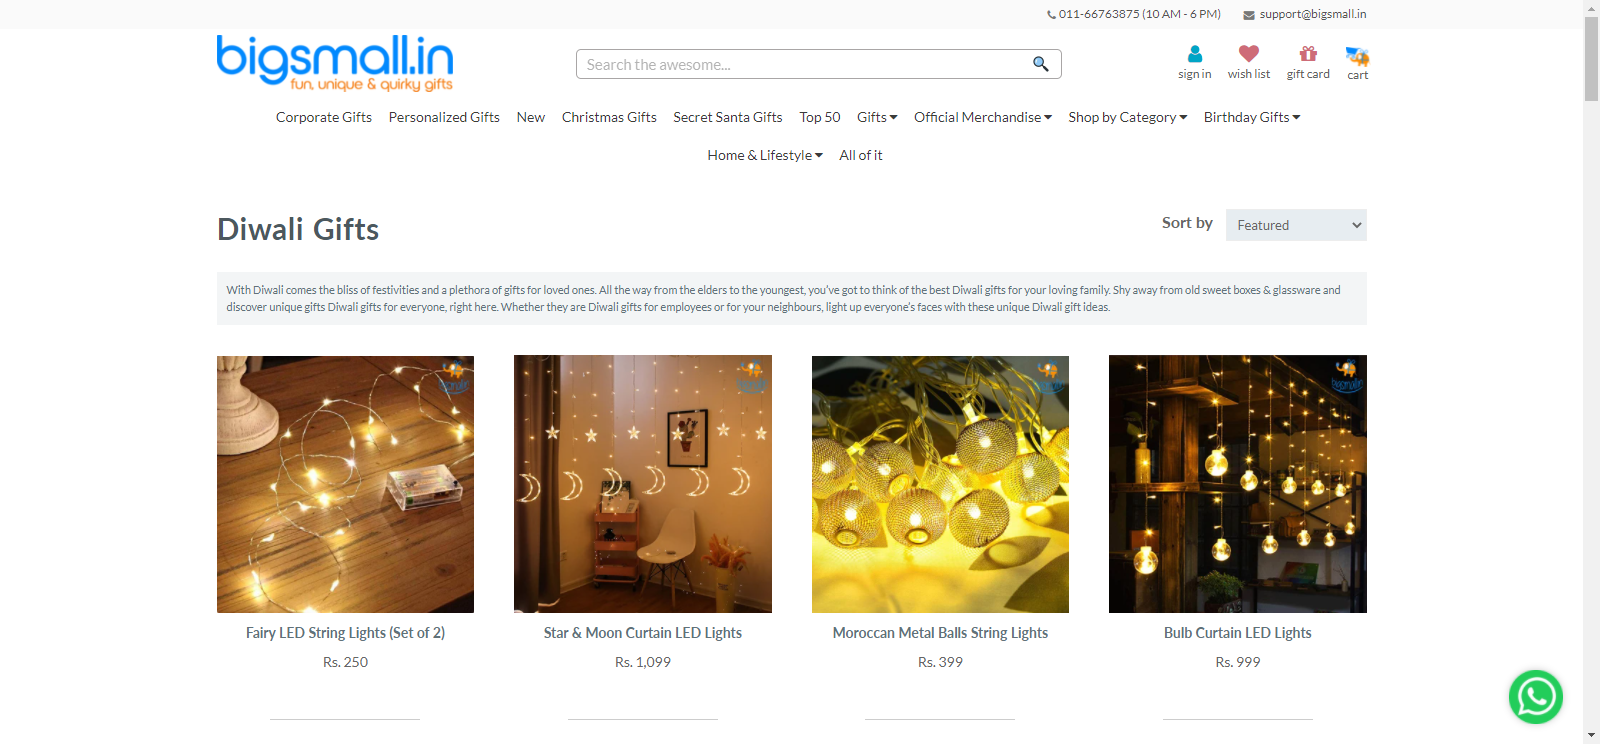 011-66763875 (10 AM - 6 PM) support@bigsmall.in
bigsmall.in
fun, unique & quirky gifts
Search the awesome...
sign in wish list gift card cart
Corporate Gifts Personalized Gifts New Christmas Gifts Secret Santa Gifts Top 50 Gifts Official Merchandise Shop by Category Birthday Gifts
Home & Lifestyle All of it
Diwali Gifts
Sort by Featured
With Diwali comes the bliss of festivities and a plethora of gifts for loved ones. All the way from the elders to the youngest, you've got to think of the best Diwali gifts for your loving family. Shy away from old sweet boxes & glassware and
discover unique gifts Diwali gifts for everyone, right here. Whether they are Diwali gifts for employees or for your neighbours, light up everyone's faces with these unique Diwali gift ideas.
bigsmall.in
Fairy LED String Lights (Set of 2) Star & Moon Curtain LED Lights Moroccan Metal Balls String Lights Bulb Curtain LED Lights
Rs. 250 Rs. 1,099 Rs. 399 Rs. 999